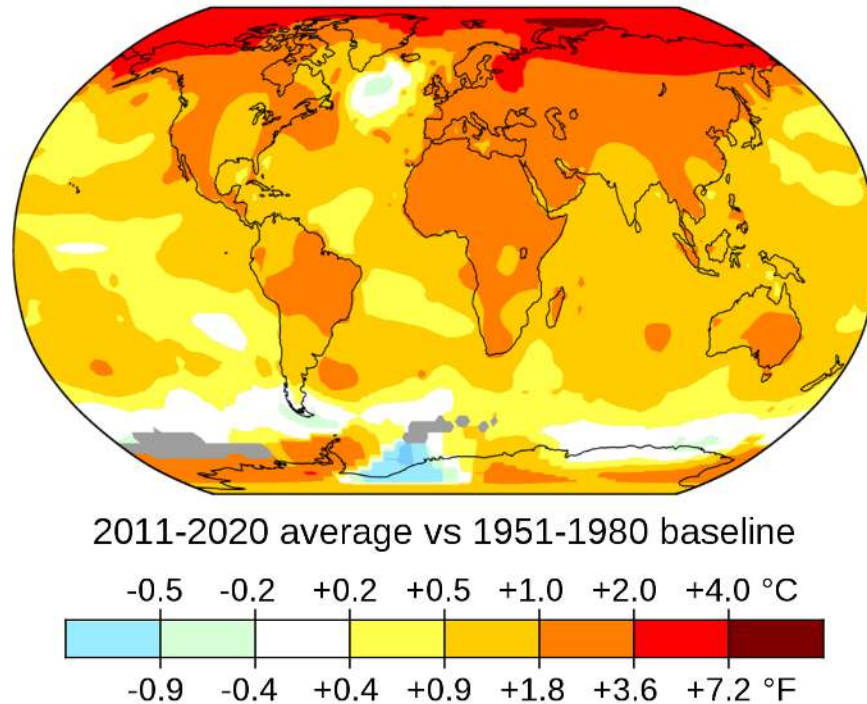 2011-2020 average vs 1951-1980 baseline
-0.5 -0.2 +0.2 +0.5 +1.0 +2.0 +4.0 °C
-0.9 -0.4 +0.4 +0.9 +1.8 +3.6 +7.2 °F